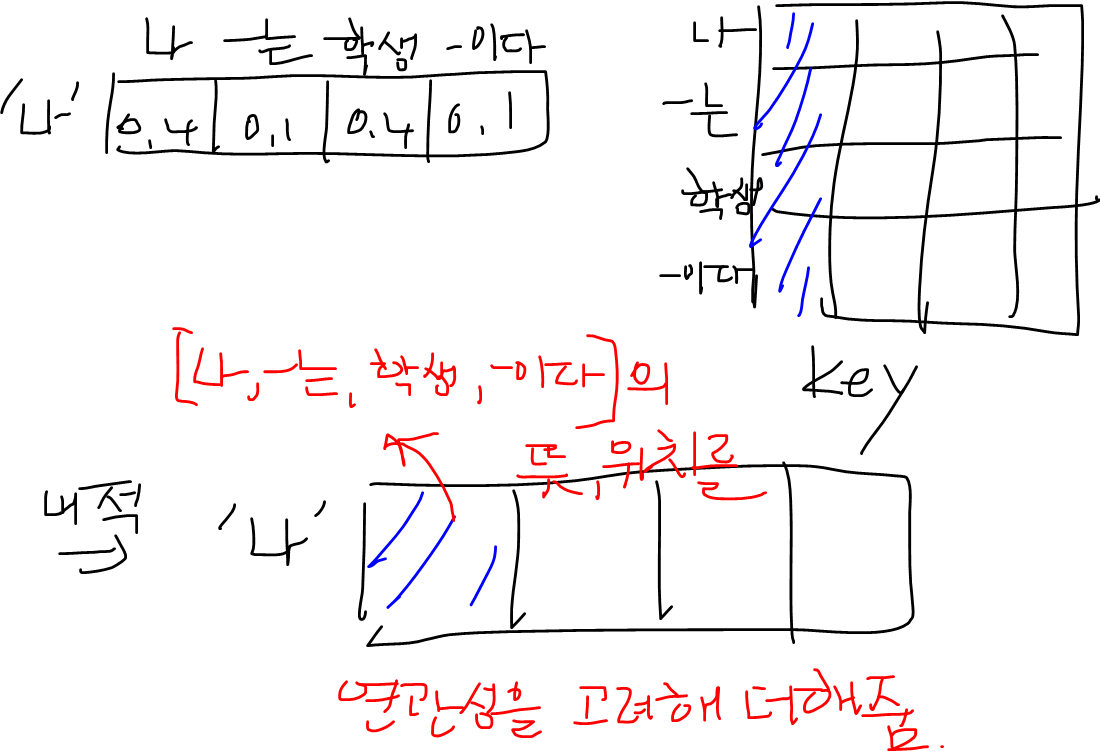 나 -는 학생 -이다
'나' 0.4 0.1 0.4 0.1
나
-는
학생
-이다
key
[나, -는, 학생, -이다]의
뜻, 위치를
내적 '나'
연관성을 고려해 더해줌.